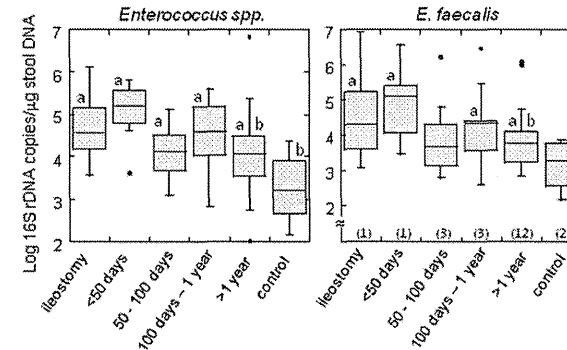 Enterococcus spp.
E. faecalis
Log 16S rDNA copies/µg stool DNA
7
6
5
4
3
2
a
a
a
a b
b
7
6
5
4
3
2
≈
a
a
a
a b
(1) (1) (3) (3) (12) (2
ileostomy
<50 days
50 - 100 days
100 days – 1 year
>1 year
control
ileostomy
<50 days
50 - 100 days
100 days – 1 year
>1 year
control